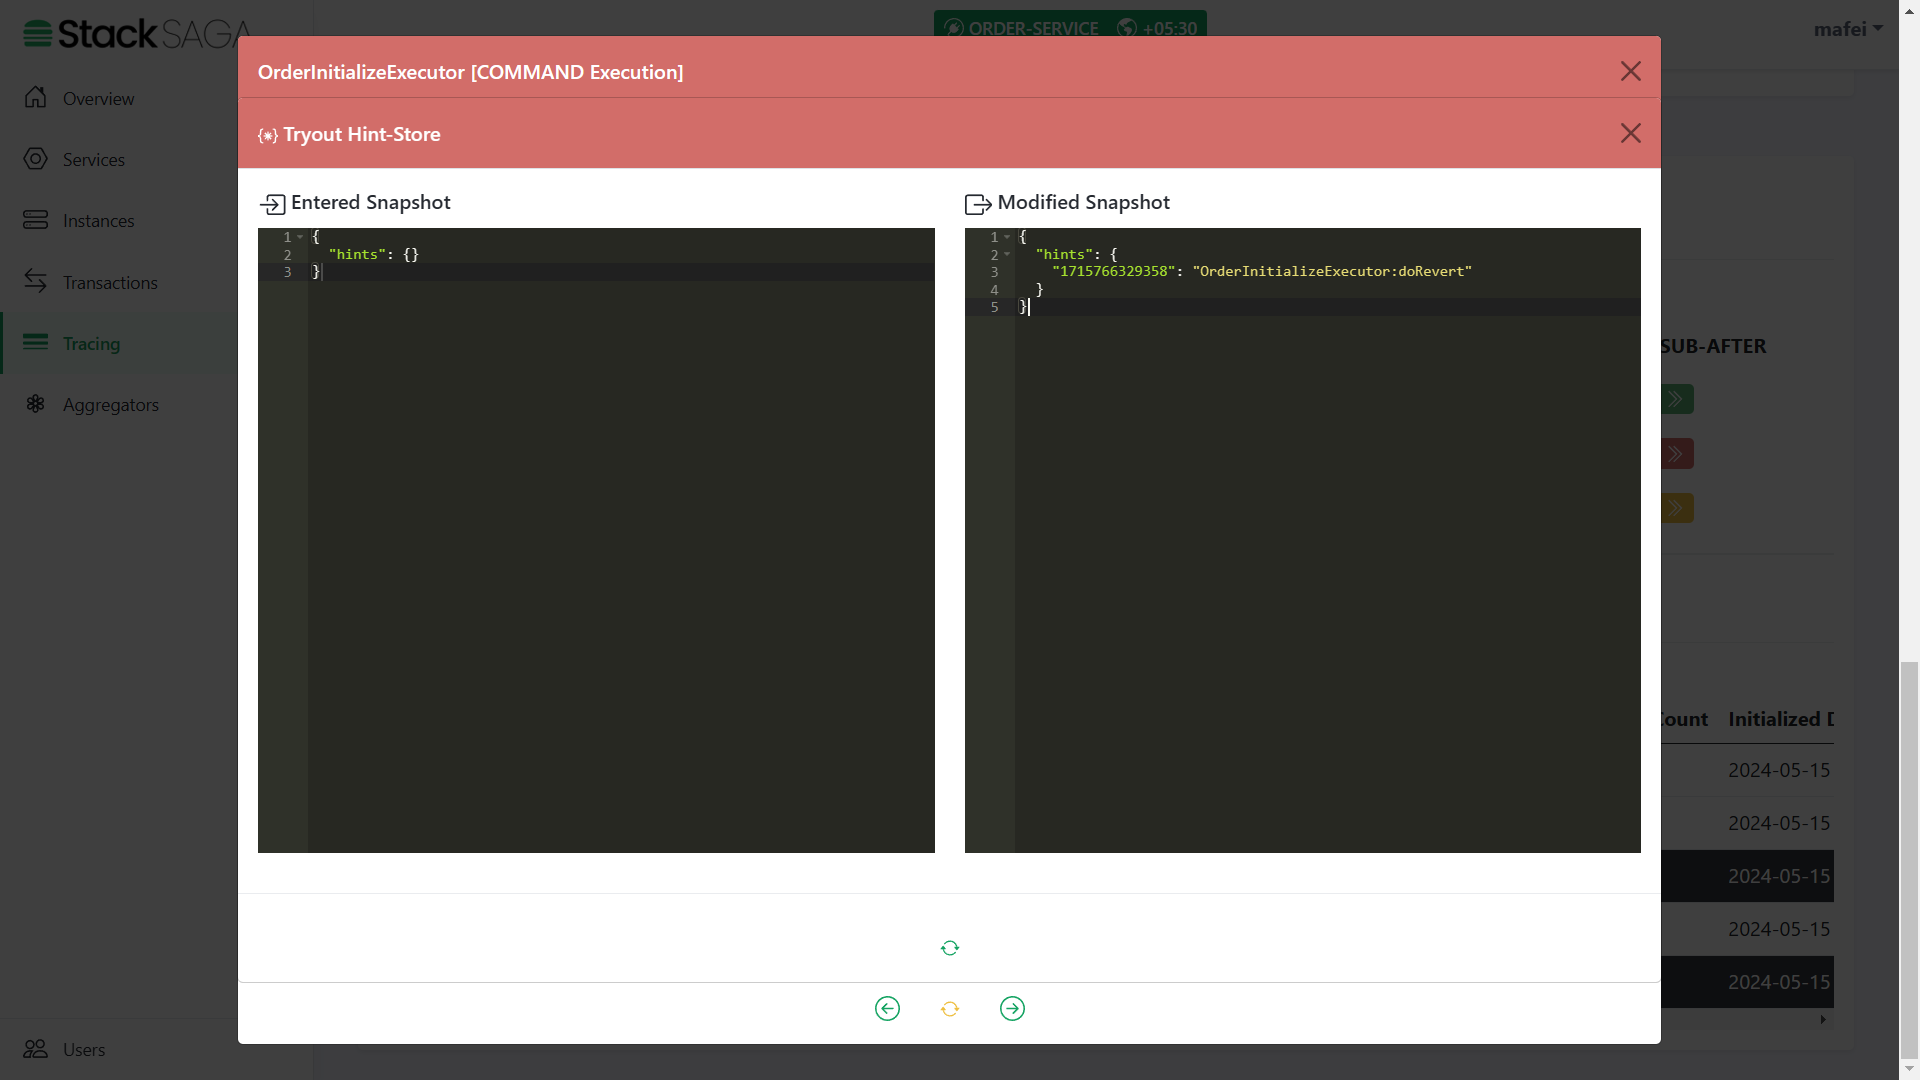 StackSAGA
ORDER-SERVICE +05:30
mafei
OrderInitializeExecutor [COMMAND Execution]
Overview
{*} Tryout Hint-Store
Services
Entered Snapshot
Modified Snapshot
Instances
1 {
2 "hints": {}
3 }
1 {
2 "hints": {
3 "1715766329358": "OrderInitializeExecutor:doRevert"
4 }
5 }
Transactions
Tracing
SUB-AFTER
Aggregators
Count Initialized D
2024-05-15
2024-05-15
2024-05-15
2024-05-15
2024-05-15
Users